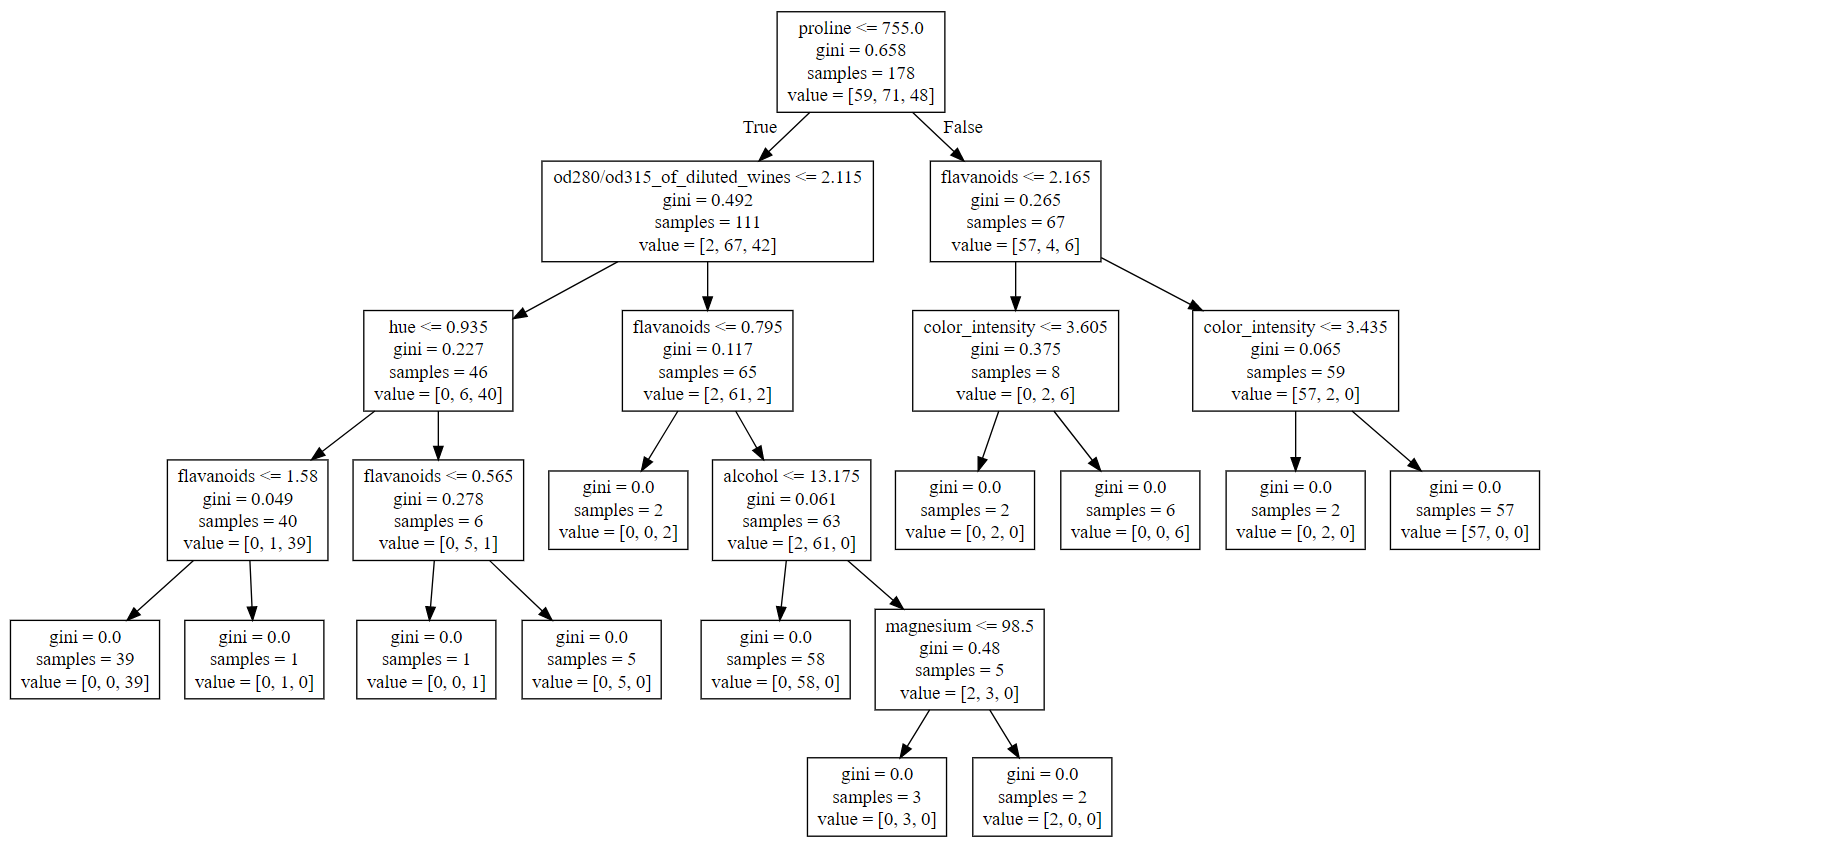 proline <= 755.0
gini = 0.658
samples = 178
value = [59, 71, 48]
True
False
od280/od315_of_diluted_wines <= 2.115
gini = 0.492
samples = 111
value = [2, 67, 42]
flavanoids <= 2.165
gini = 0.265
samples = 67
value = [57, 4, 6]
hue <= 0.935
gini = 0.227
samples = 46
value = [0, 6, 40]
flavanoids <= 0.795
gini = 0.117
samples = 65
value = [2, 61, 2]
color_intensity <= 3.605
gini = 0.375
samples = 8
value = [0, 2, 6]
color_intensity <= 3.435
gini = 0.065
samples = 59
value = [57, 2, 0]
flavanoids <= 1.58
gini = 0.049
samples = 40
value = [0, 1, 39]
flavanoids <= 0.565
gini = 0.278
samples = 6
value = [0, 5, 1]
gini = 0.0
samples = 2
value = [0, 0, 2]
alcohol <= 13.175
gini = 0.061
samples = 63
value = [2, 61, 0]
gini = 0.0
samples = 2
value = [0, 2, 0]
gini = 0.0
samples = 6
value = [0, 0, 6]
gini = 0.0
samples = 2
value = [0, 2, 0]
gini = 0.0
samples = 57
value = [57, 0, 0]
gini = 0.0
samples = 39
value = [0, 0, 39]
gini = 0.0
samples = 1
value = [0, 1, 0]
gini = 0.0
samples = 1
value = [0, 0, 1]
gini = 0.0
samples = 5
value = [0, 5, 0]
gini = 0.0
samples = 58
value = [0, 58, 0]
magnesium <= 98.5
gini = 0.48
samples = 5
value = [2, 3, 0]
gini = 0.0
samples = 3
value = [0, 3, 0]
gini = 0.0
samples = 2
value = [2, 0, 0]